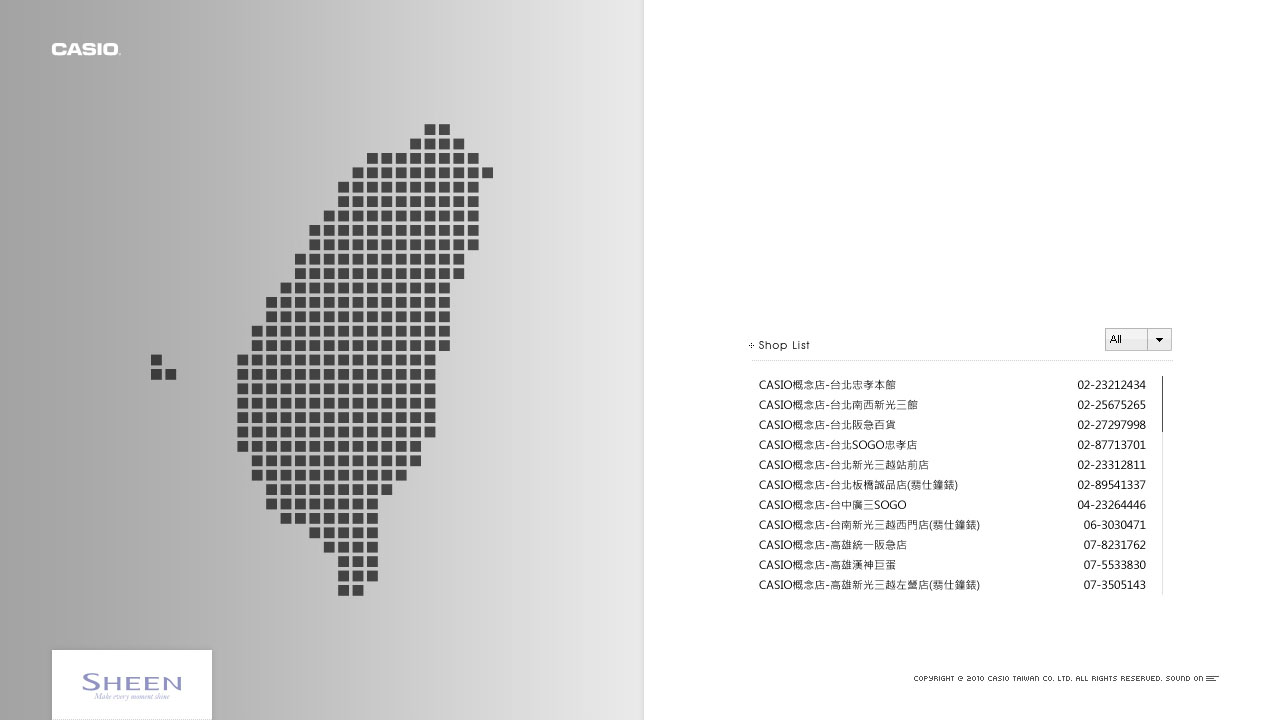 CASIO
Shop List
All
CASIO概念店-台北忠孝本館 02-23212434
CASIO概念店-台北南西新光三館 02-25675265
CASIO概念店-台北阪急百貨 02-27297998
CASIO概念店-台北SOGO忠孝店 02-87713701
CASIO概念店-台北新光三越站前店 02-23312811
CASIO概念店-台北板橋誠品店(翡仕鐘錶) 02-89541337
CASIO概念店-台中廣三SOGO 04-23264446
CASIO概念店-台南新光三越西門店(翡仕鐘錶) 06-3030471
CASIO概念店-高雄統一阪急店 07-8231762
CASIO概念店-高雄漢神巨蛋 07-5533830
CASIO概念店-高雄新光三越左營店(翡仕鐘錶) 07-3505143
SHEEN
Make every moment shine
COPYRIGHT @ 2010 CASIO TAIWAN CO. LTD. ALL RIGHTS RESERVED. SOUND ON